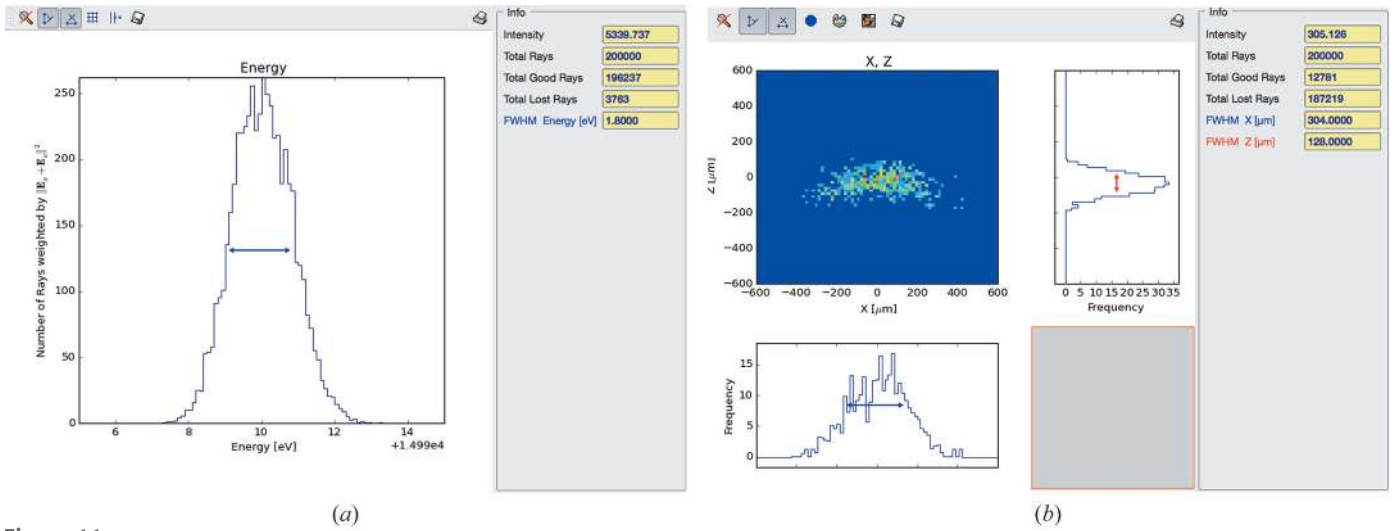 Energy
250
200
150
100
50
0
6 8 10 12 14
Number of Rays weighted by |E_σ+E_π|²
Energy [eV]
+1.499e4
Info
Intensity 5339.737
Total Rays 200000
Total Good Rays 196237
Total Lost Rays 3763
FWHM Energy [eV] 1.8000
(a)
X, Z
600
400
200
0
−200
−400
−600
Z [μm]
−600 −400 −200 0 200 400 600
X [μm]
0 5 10 15 20 25 30 35
Frequency
15
10
5
0
Frequency
Info
Intensity 305.126
Total Rays 200000
Total Good Rays 12781
Total Lost Rays 187219
FWHM X [μm] 304.0000
FWHM Z [μm] 128.0000
(b)